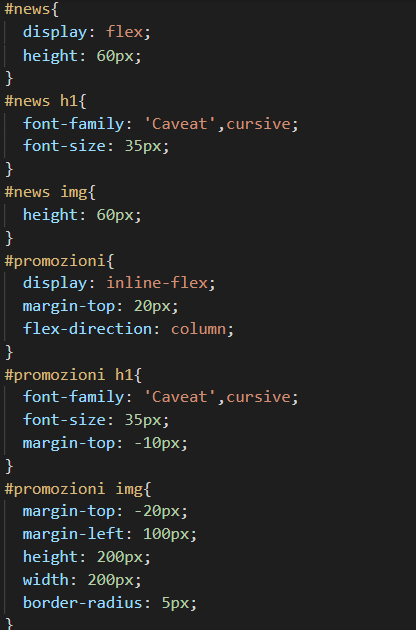 #news{
display: flex;
height: 60px;
}
#news h1{
font-family: 'Caveat',cursive;
font-size: 35px;
}
#news img{
height: 60px;
}
#promozioni{
display: inline-flex;
margin-top: 20px;
flex-direction: column;
}
#promozioni h1{
font-family: 'Caveat',cursive;
font-size: 35px;
margin-top: -10px;
}
#promozioni img{
margin-top: -20px;
margin-left: 100px;
height: 200px;
width: 200px;
border-radius: 5px;
}